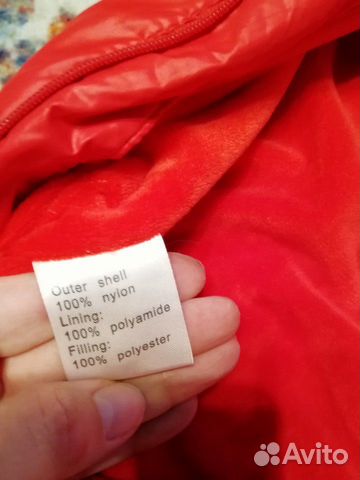 Outer shell
100% nylon
Lining:
100% polyamide
Filling:
100% polyester
Avito